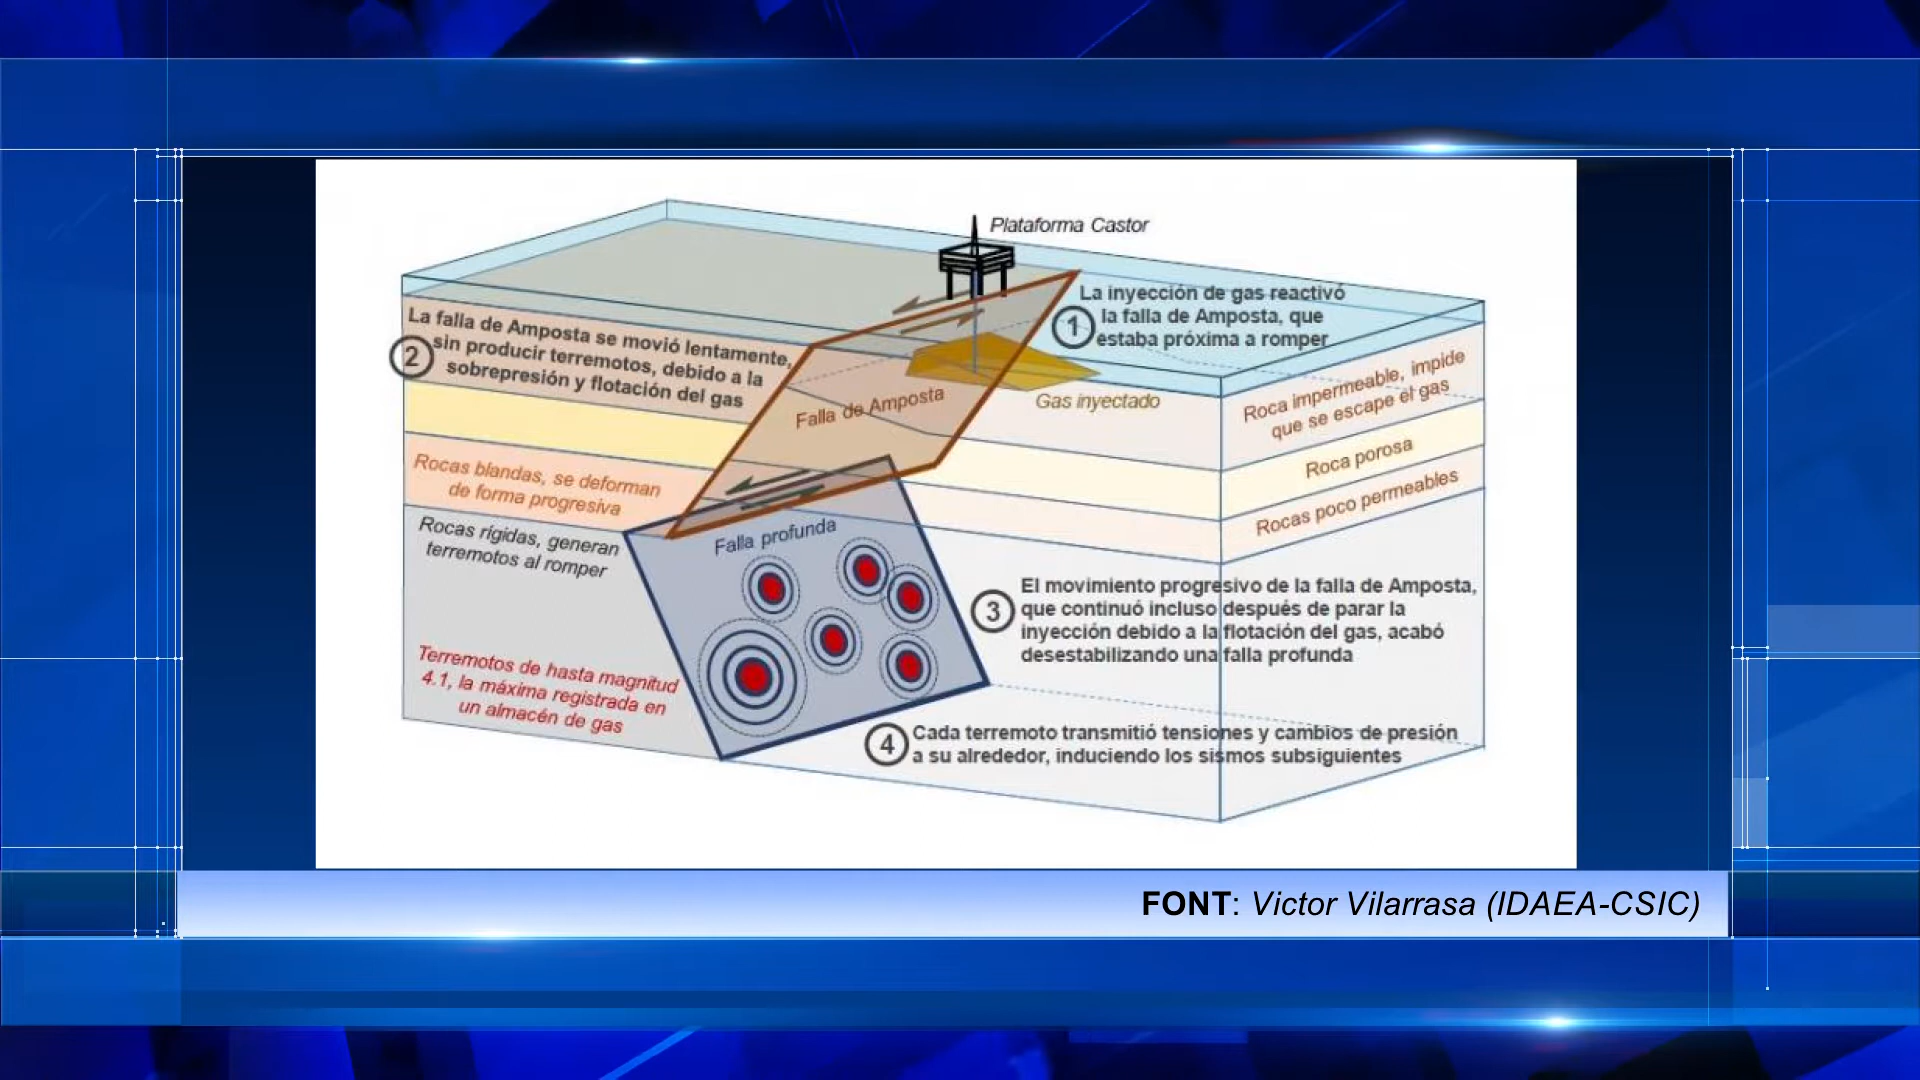 Plataforma Castor
1
La inyección de gas reactivó
la falla de Amposta, que
estaba próxima a romper
2
La falla de Amposta se movió lentamente,
sin producir terremotos, debido a la
sobrepresión y flotación del gas
Falla de Amposta
Gas inyectado
Roca impermeable, impide
que se escape el gas
Roca porosa
Rocas poco permeables
Rocas blandas, se deforman
de forma progresiva
Rocas rígidas, generan
terremotos al romper
Falla profunda
3
El movimiento progresivo de la falla de Amposta,
que continuó incluso después de parar la
inyección debido a la flotación del gas, acabó
desestabilizando una falla profunda
Terremotos de hasta magnitud
4.1, la máxima registrada en
un almacén de gas
4
Cada terremoto transmitió tensiones y cambios de presión
a su alrededor, induciendo los sismos subsiguientes
FONT: Victor Vilarrasa (IDAEA-CSIC)